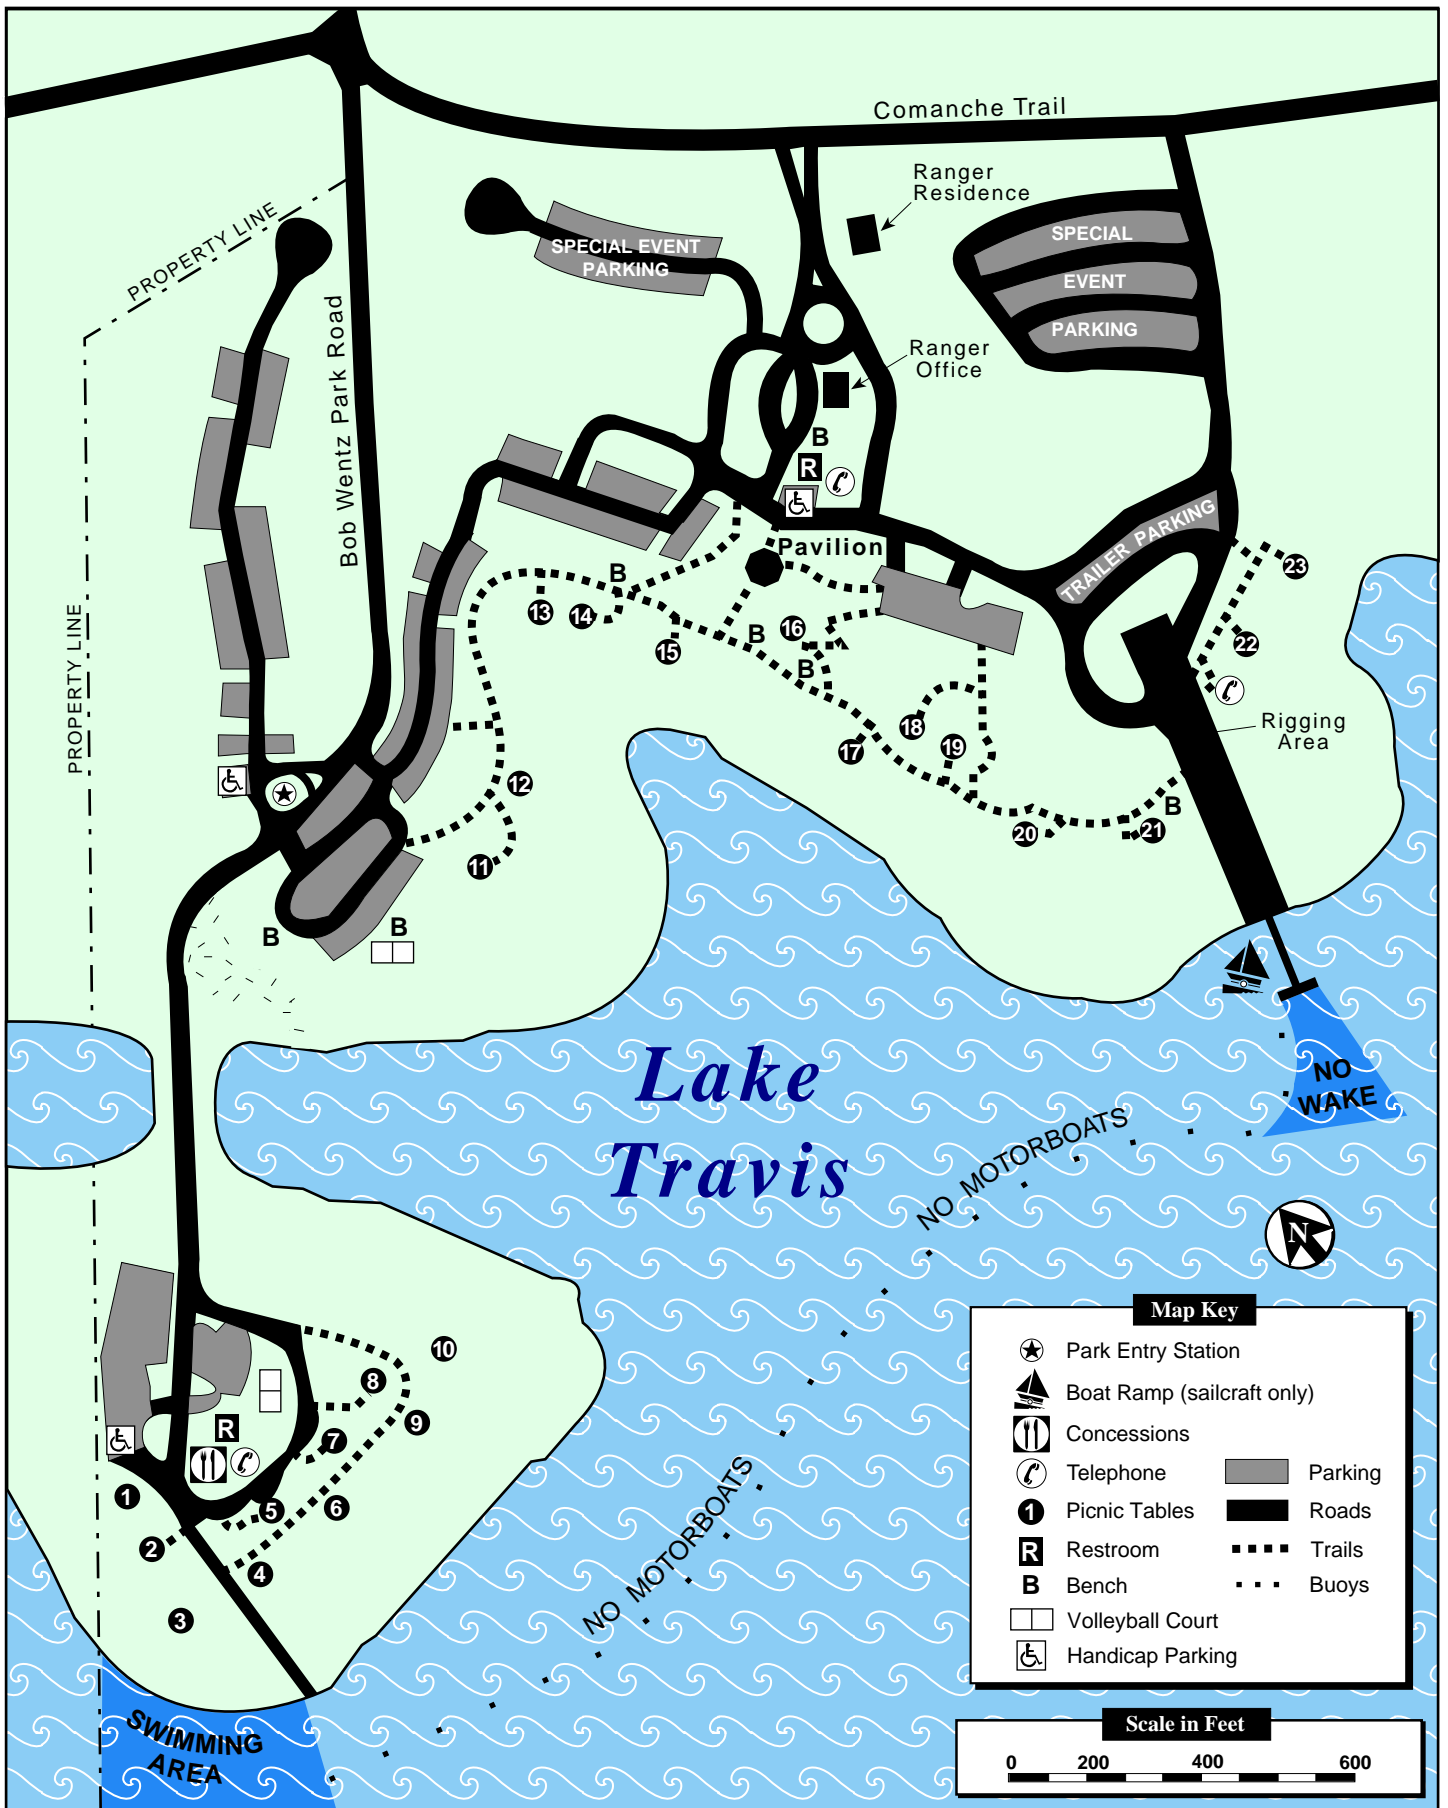 Comanche Trail
Ranger
Residence
PROPERTY LINE
SPECIAL EVENT
PARKING
SPECIAL
EVENT
PARKING
Bob Wentz Park Road
Ranger
Office
B
R
TRAILER PARKING
Pavilion
23
B
13
14
15
16
B
B
22
PROPERTY LINE
18
17
19
Rigging
Area
12
20
21
B
11
B
B
Lake
Travis
NO
WAKE
NO MOTORBOATS
N
10
8
9
R
7
1
5
6
2
4
3
NO MOTORBOATS
SWIMMING
AREA
Map Key
Park Entry Station
Boat Ramp (sailcraft only)
Concessions
Telephone
Parking
1 Picnic Tables
Roads
R Restroom
Trails
B Bench
Buoys
Volleyball Court
Handicap Parking
Scale in Feet
0 200 400 600